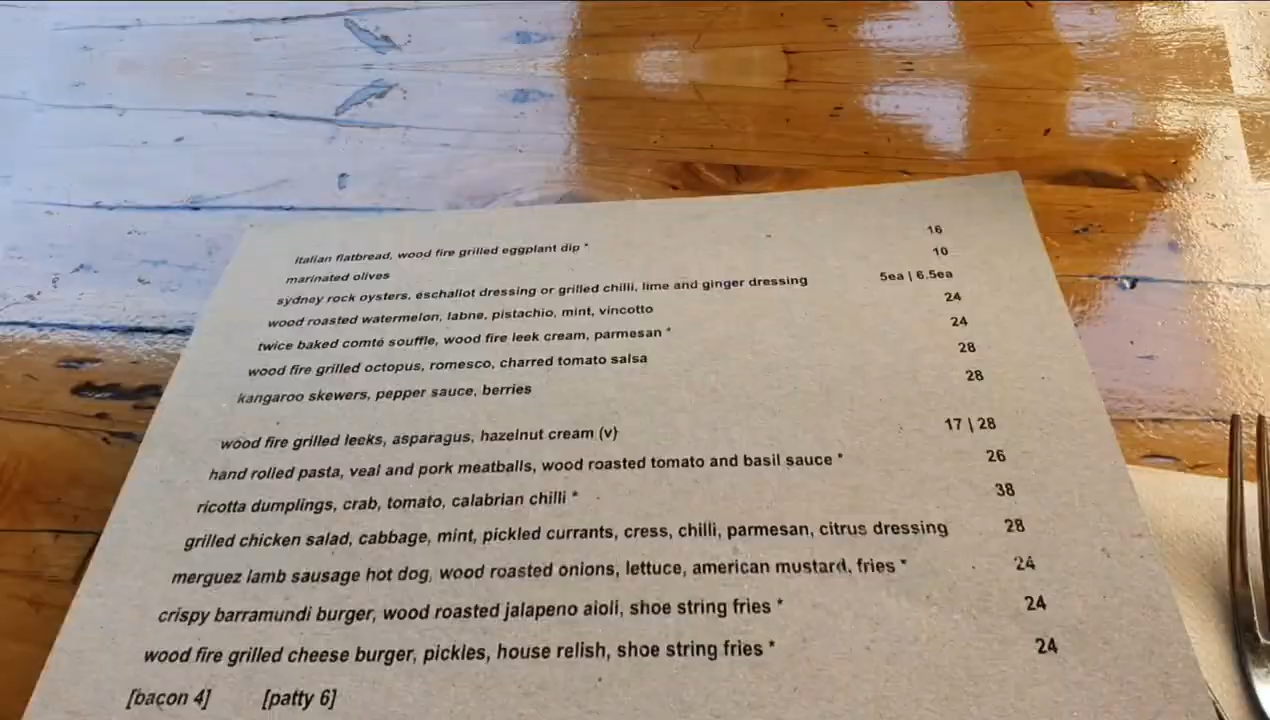 italian flatbread, wood fire grilled eggplant dip * 16
marinated olives 10
sydney rock oysters, eschallot dressing or grilled chilli, lime and ginger dressing 5ea | 6.5ea
wood roasted watermelon, labne, pistachio, mint, vincotto 24
twice baked comté souffle, wood fire leek cream, parmesan * 24
wood fire grilled octopus, romesco, charred tomato salsa 28
kangaroo skewers, pepper sauce, berries 28
wood fire grilled leeks, asparagus, hazelnut cream (v) 17 | 28
hand rolled pasta, veal and pork meatballs, wood roasted tomato and basil sauce * 26
ricotta dumplings, crab, tomato, calabrian chilli * 38
grilled chicken salad, cabbage, mint, pickled currants, cress, chilli, parmesan, citrus dressing 28
merguez lamb sausage hot dog, wood roasted onions, lettuce, american mustard, fries * 24
crispy barramundi burger, wood roasted jalapeno aioli, shoe string fries * 24
wood fire grilled cheese burger, pickles, house relish, shoe string fries * 24
[bacon 4] [patty 6]